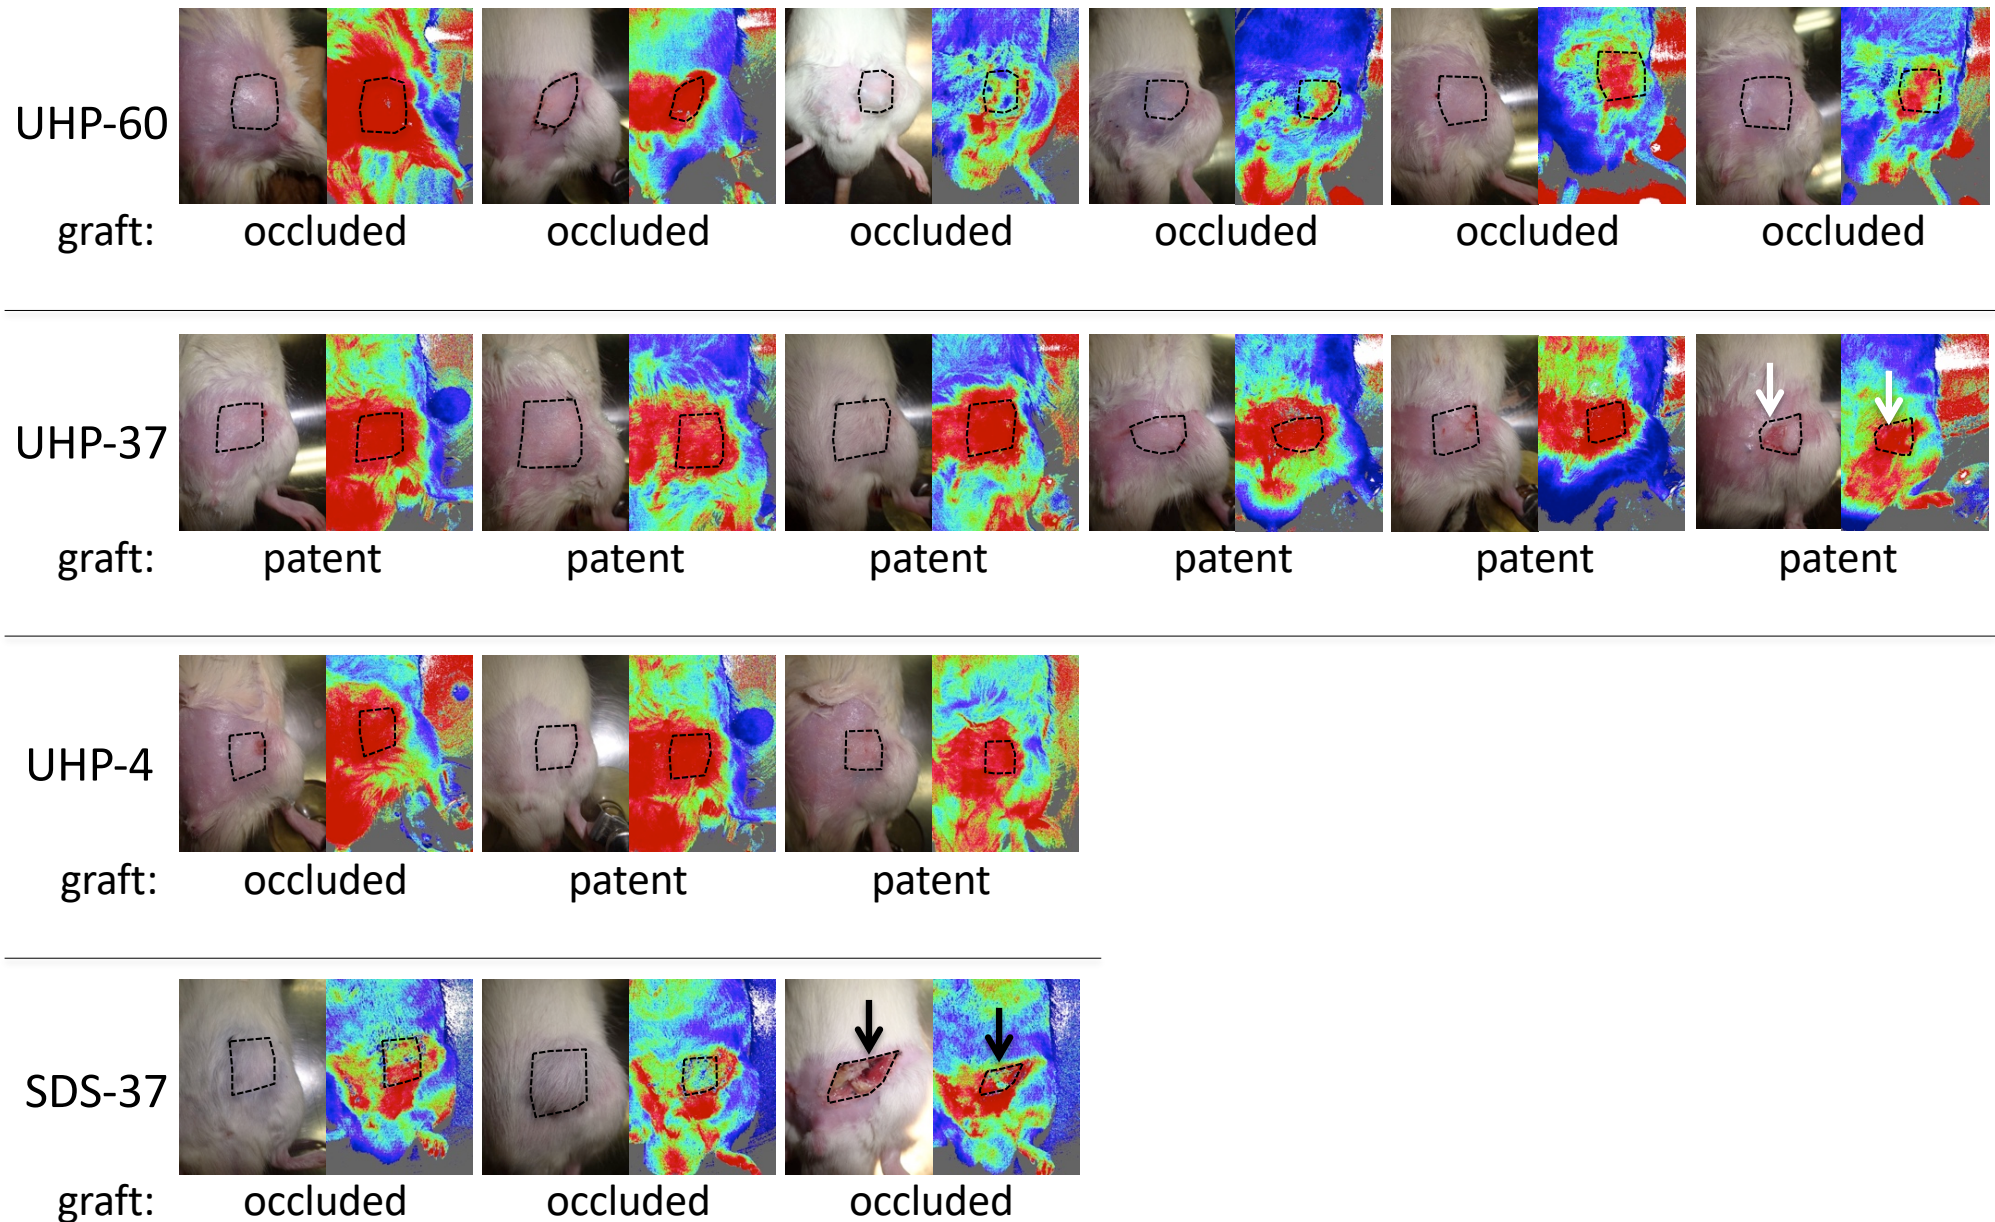 UHP-60
graft: occluded occluded occluded occluded occluded occluded
UHP-37
graft: patent patent patent patent patent patent
UHP-4
graft: occluded patent patent
SDS-37
graft: occluded occluded occluded